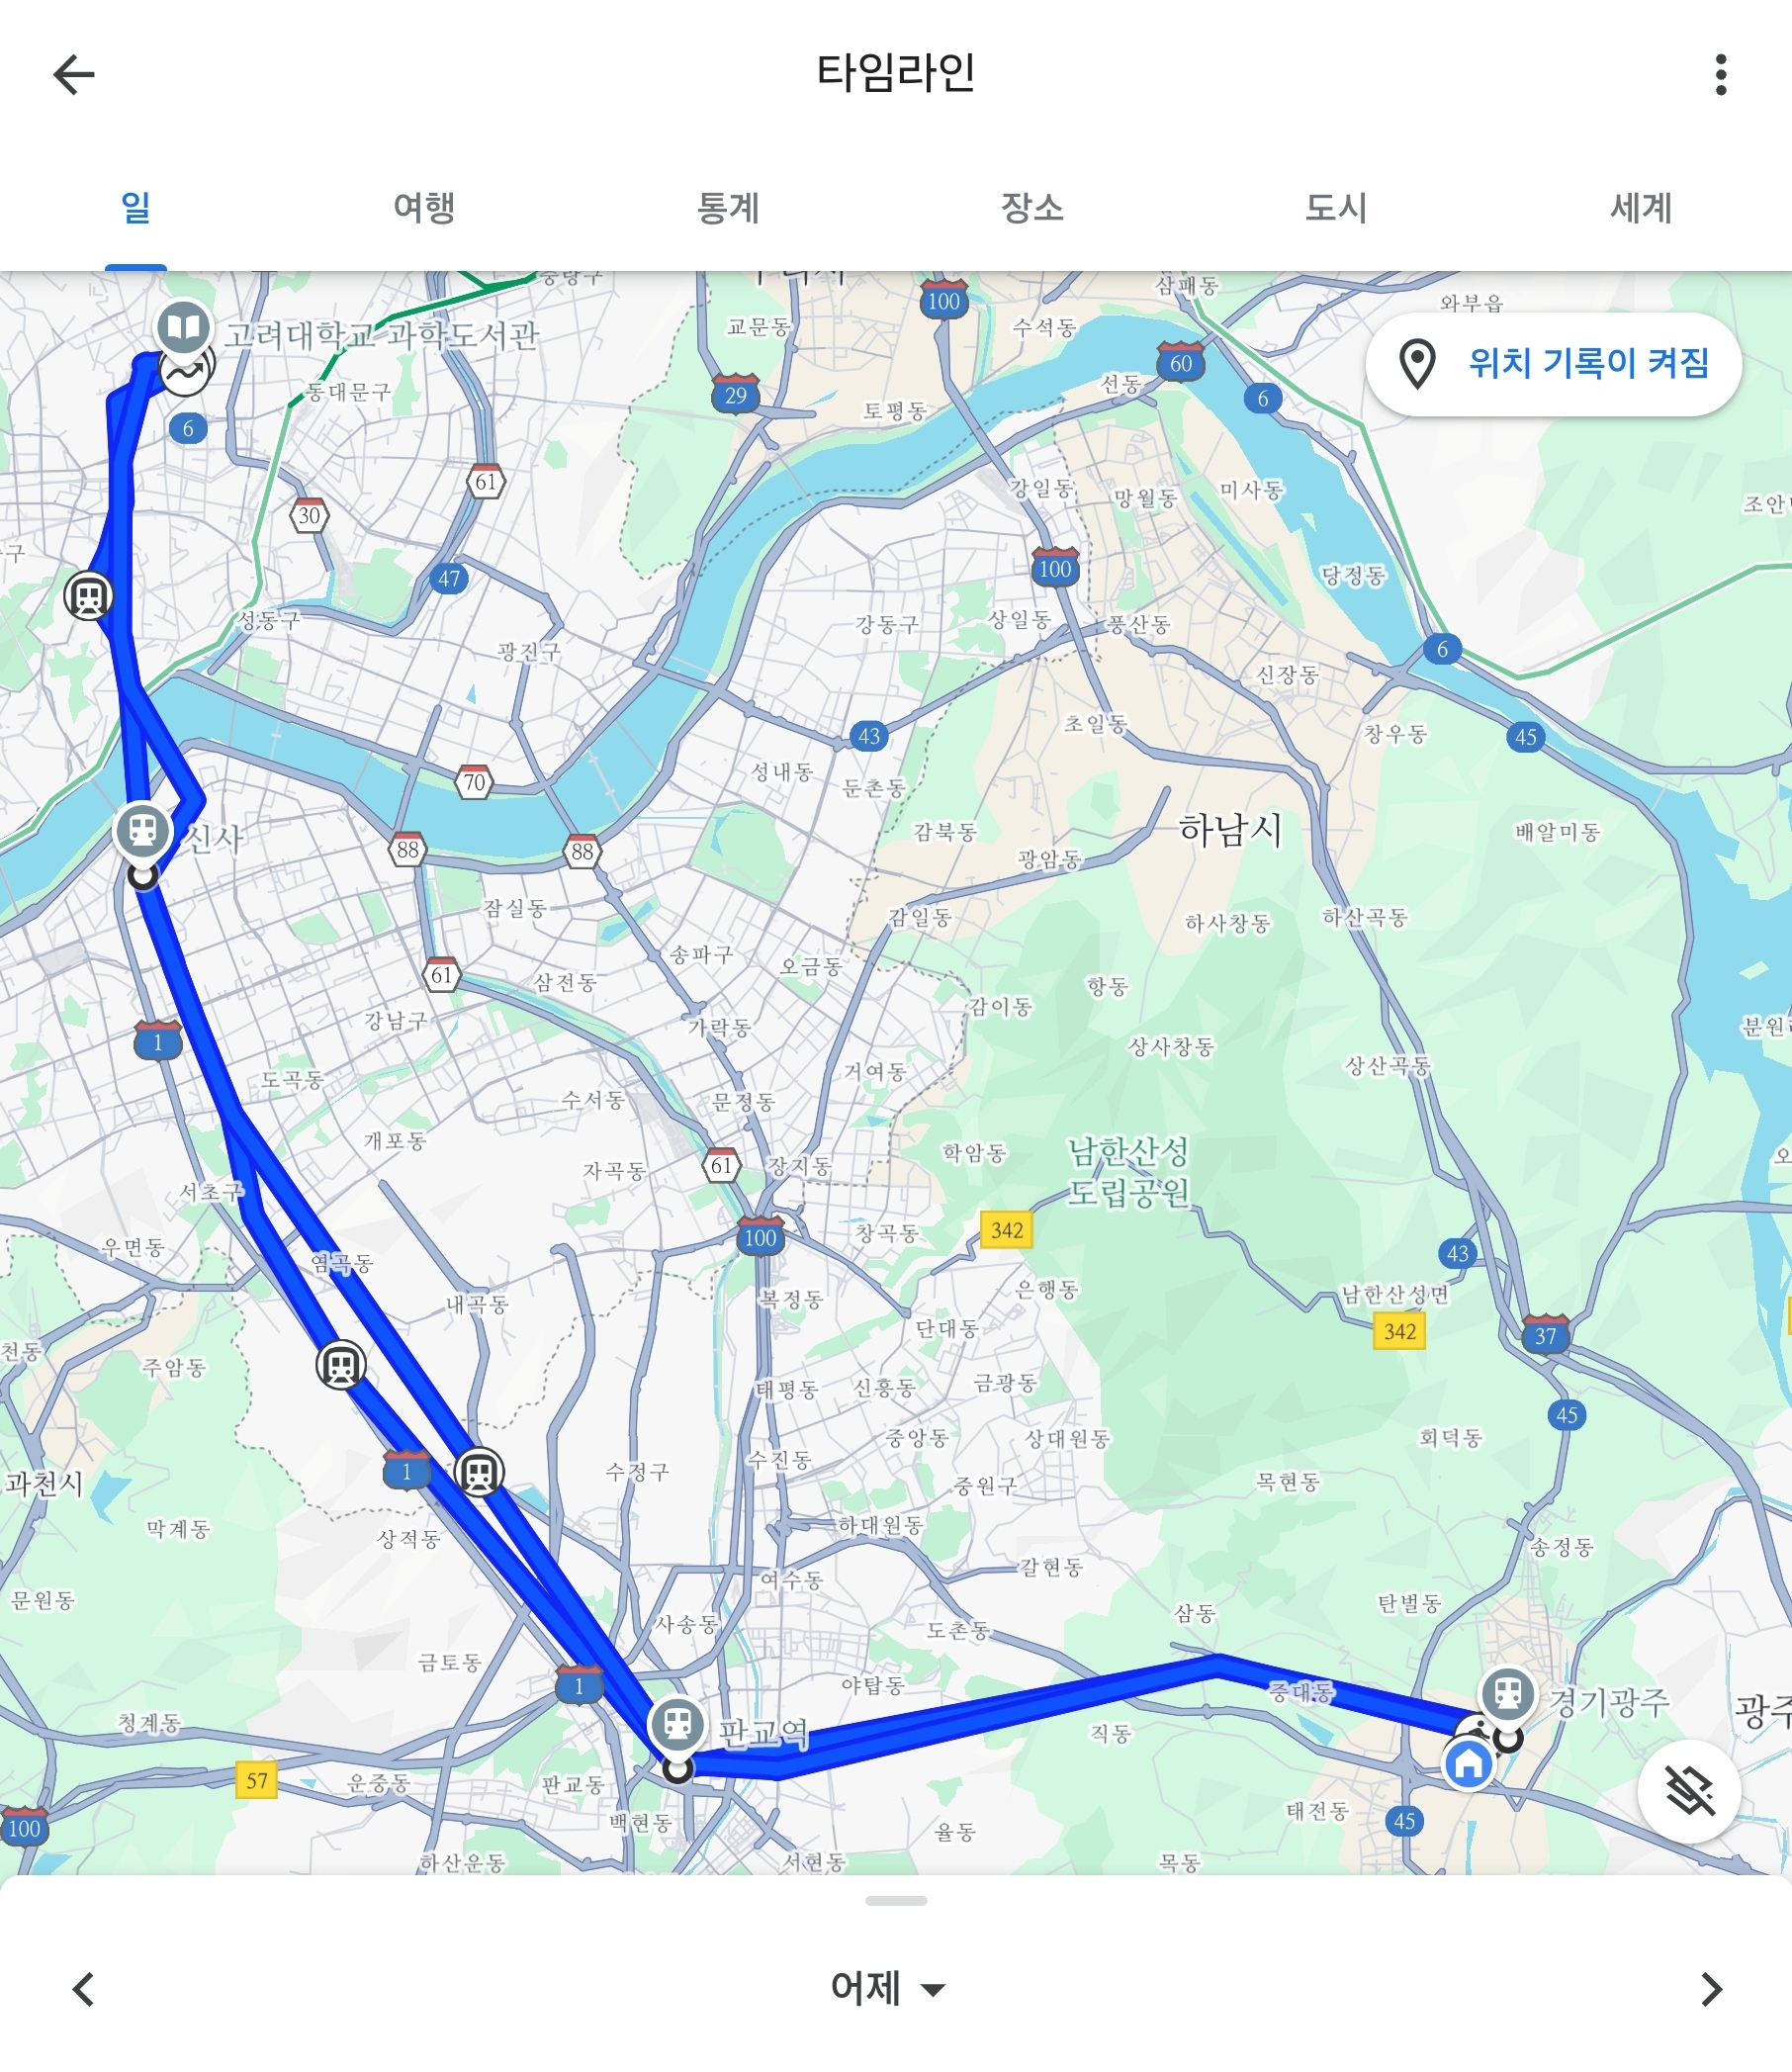 타임라인
일 여행 통계 장소 도시 세계
위치 기록이 켜짐
고려대학교 과학도서관
중랑구
교문동
100
수석동
삼패동
와부읍
60
6
29
선동
토평동
동대문구
6
61
30
강일동
망월동
미사동
47
100
당정동
성동구
광진구
강동구
상일동
풍산동
6
신장동
초일동
창우동
45
43
성내동
둔촌동
70
신사
88
88
감북동
광암동
하남시
배알미동
잠실동
감일동
하사창동
하산곡동
송파구
오금동
61
삼전동
항동
감이동
강남구
가락동
1
상사창동
상산곡동
도곡동
거여동
수서동
문정동
개포동
학암동
남한산성
도립공원
자곡동
61
장지동
서초구
우면동
염곡동
100
창곡동
342
43
내곡동
복정동
은행동
남한산성면
342
37
단대동
주암동
태평동
신흥동
금광동
45
중앙동
상대원동
회덕동
과천시
1
수정구
수진동
중원구
목현동
막계동
상적동
하대원동
송정동
갈현동
여수동
문원동
탄벌동
삼동
사송동
도촌동
금토동
1
야탑동
중대동
경기광주
청계동
판교역
직동
57
운중동
판교동
태전동
45
100
백현동
율동
하산운동
서현동
목동
어제